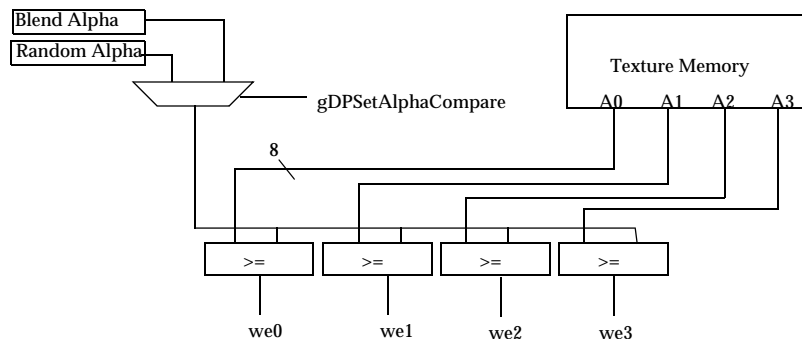 Blend Alpha
Random Alpha
Texture Memory
gDPSetAlphaCompare
A0 A1 A2 A3
8
>= >= >= >=
we0 we1 we2 we3